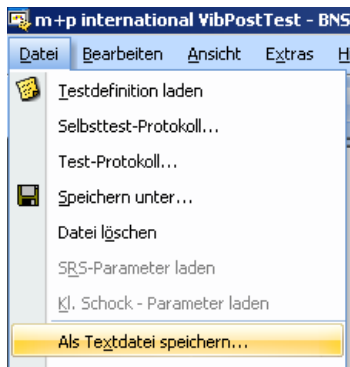 m+p international VibPostTest - BNS
Datei Bearbeiten Ansicht Extras H
Testdefinition laden
Selbsttest-Protokoll...
Test-Protokoll...
Speichern unter...
Datei löschen
SRS-Parameter laden
Kl. Schock - Parameter laden
Als Textdatei speichern...